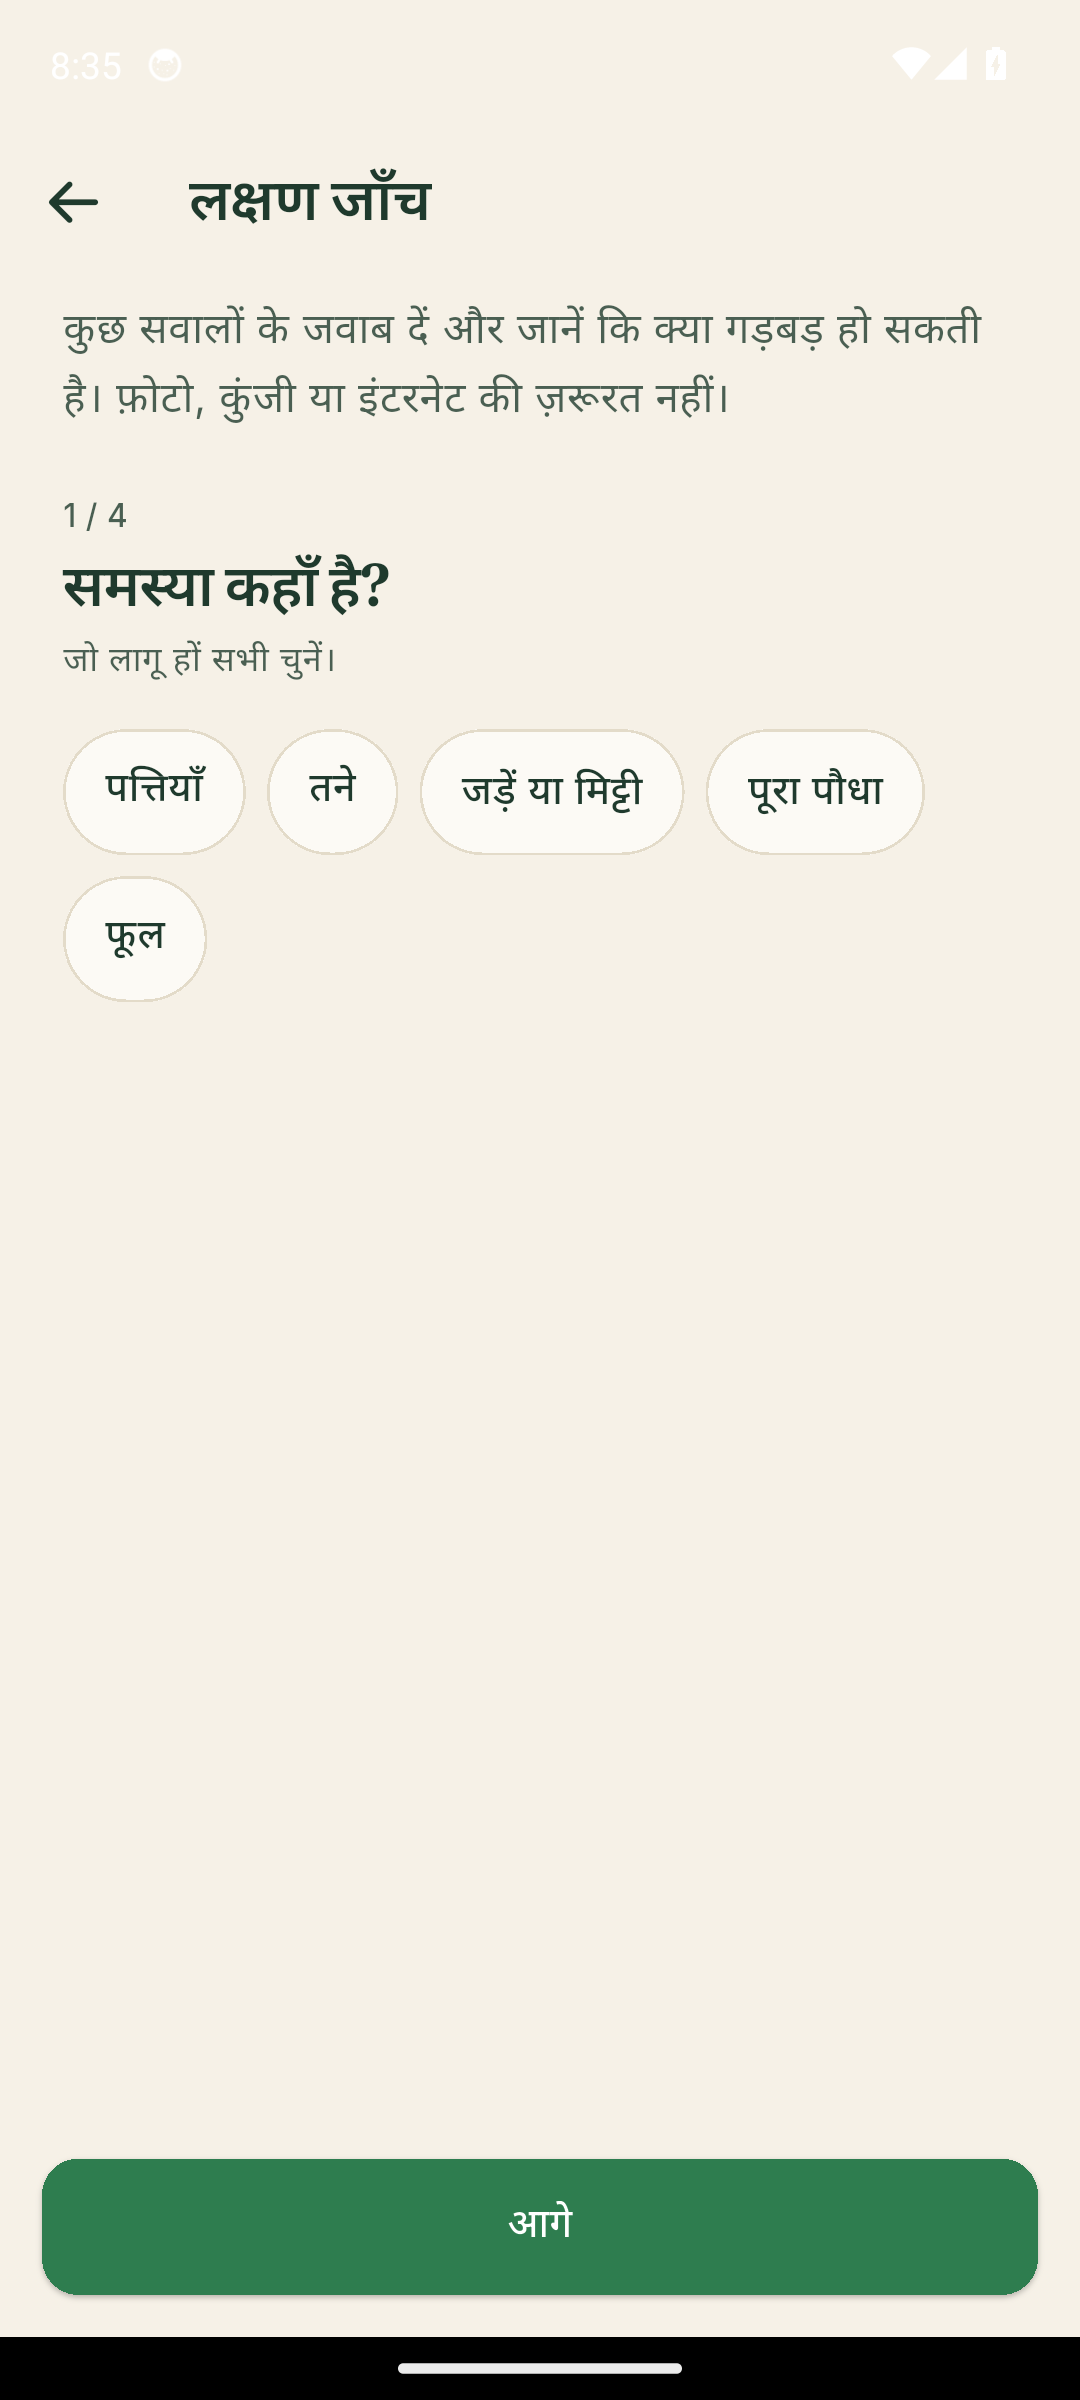 8:35
लक्षण जाँच
कुछ सवालों के जवाब दें और जानें कि क्या गड़बड़ हो सकती
है। फ़ोटो, कुंजी या इंटरनेट की ज़रूरत नहीं।
1 / 4
समस्या कहाँ है?
जो लागू हों सभी चुनें।
पत्तियाँ तने जड़ें या मिट्टी पूरा पौधा
फूल
आगे